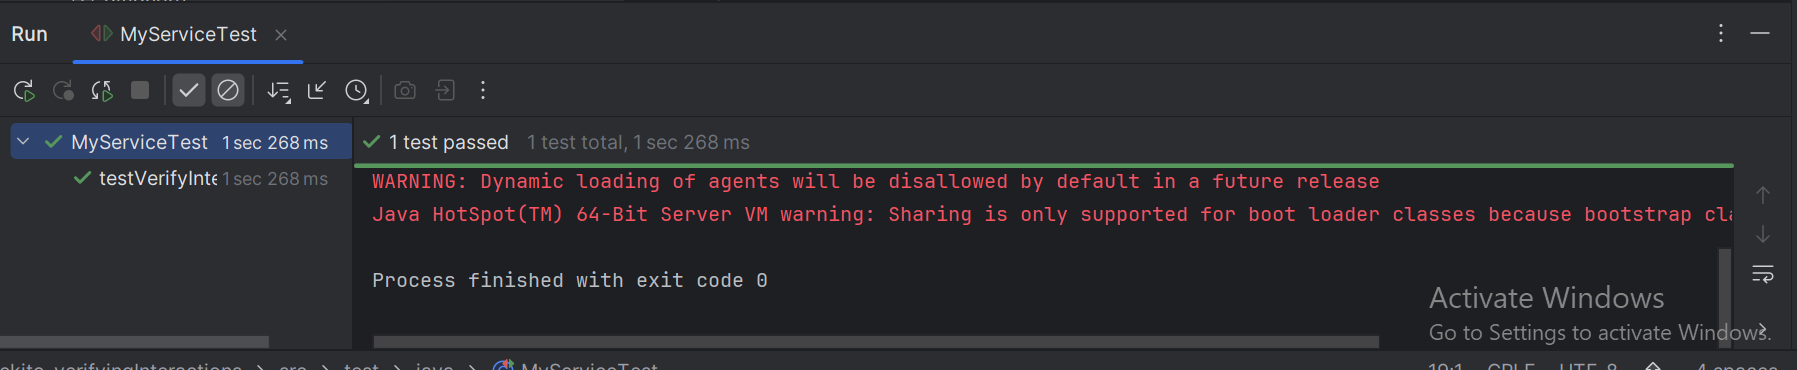 Run
MyServiceTest
MyServiceTest 1 sec 268 ms
testVerifyInte 1 sec 268 ms
1 test passed 1 test total, 1 sec 268 ms
WARNING: Dynamic loading of agents will be disallowed by default in a future release
Java HotSpot(TM) 64-Bit Server VM warning: Sharing is only supported for boot loader classes because bootstrap cla
Process finished with exit code 0
Activate Windows
Go to Settings to activate Windows.
verifyingInteractions > src > test > java > MyServiceTest
19:1 CRLF UTF-8 4 spaces